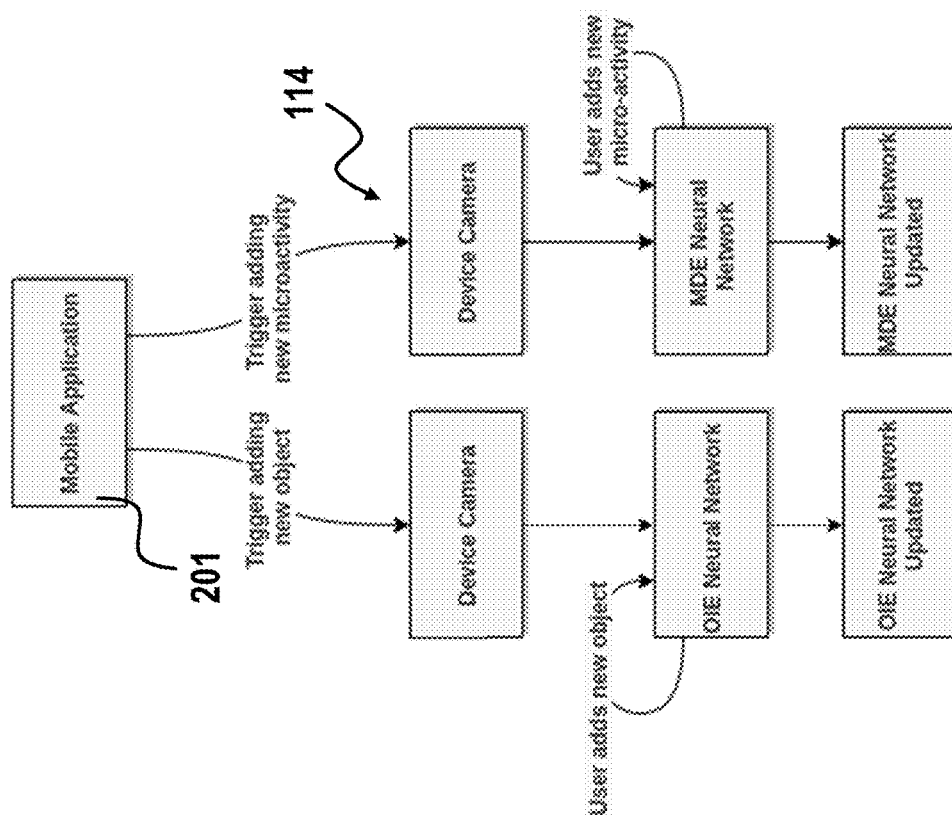 Mobile Application
201
Trigger adding
new object
Trigger adding
new microactivity
114
Device Camera
Device Camera
User adds new object
User adds new
micro-activity
OIE Neural Network
MDE Neural
Network
OIE Neural Network
Updated
MDE Neural Network
Updated